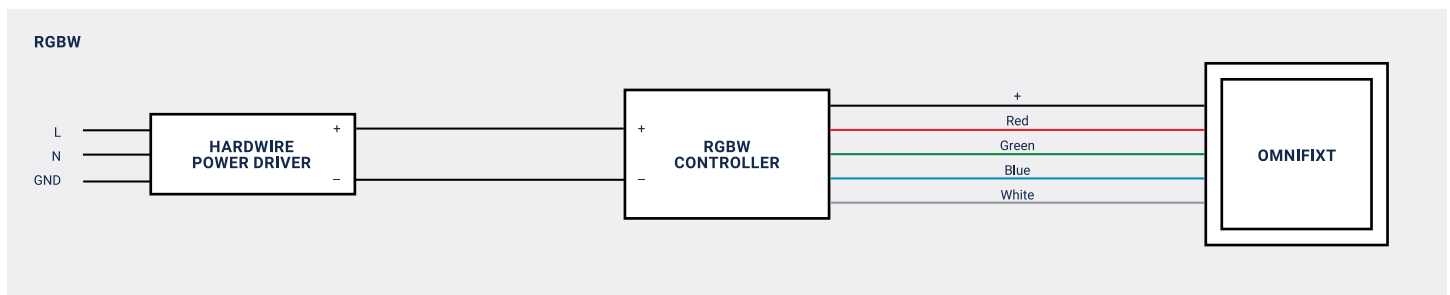 RGBW
L
N
GND
HARDWIRE
POWER DRIVER
+
–
+
–
RGBW
CONTROLLER
+
Red
Green
Blue
White
OMNIFIXT